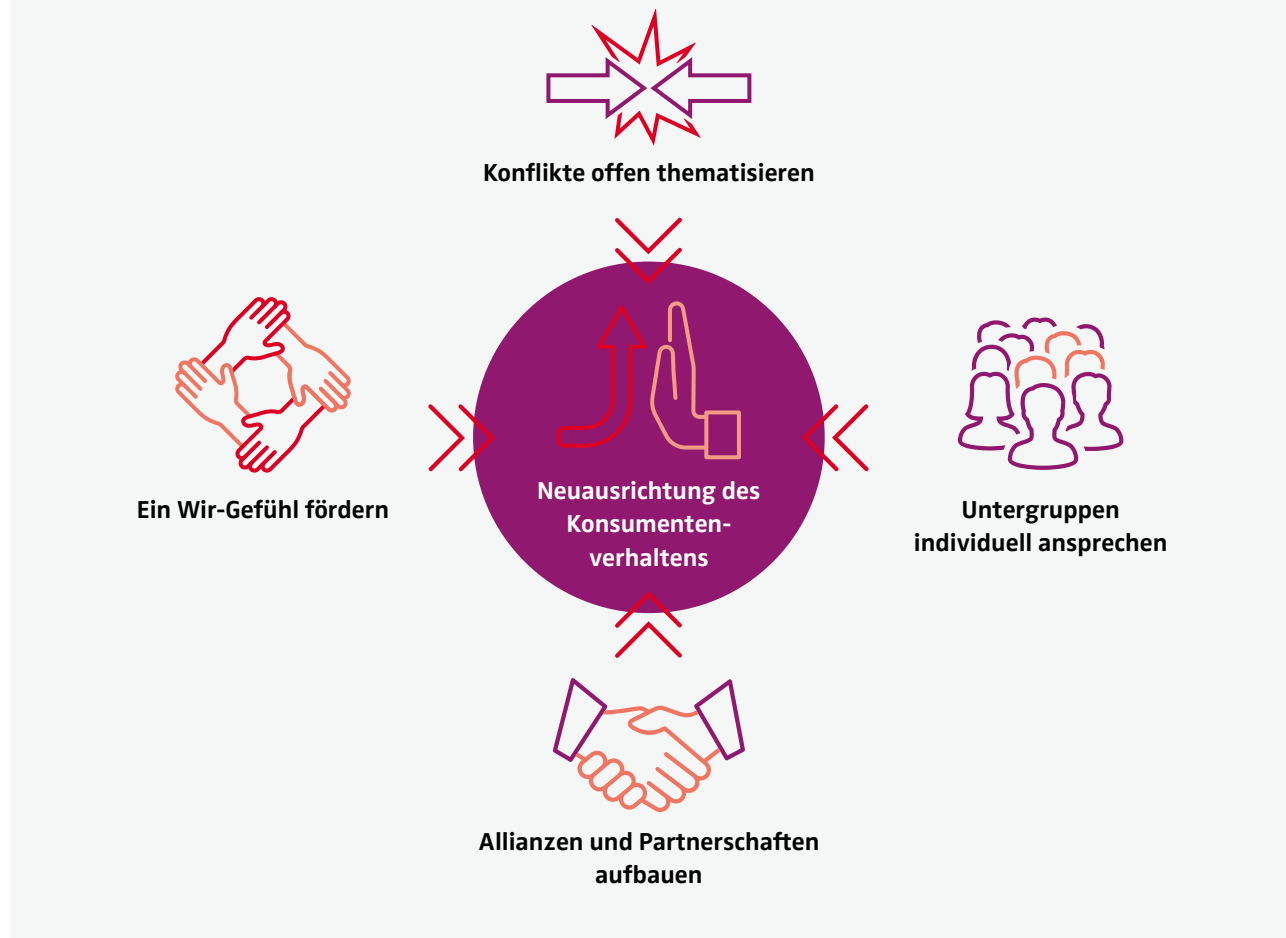 Konflikte offen thematisieren
Ein Wir-Gefühl fördern
Neuausrichtung des
Konsumenten-
verhaltens
Untergruppen
individuell ansprechen
Allianzen und Partnerschaften
aufbauen